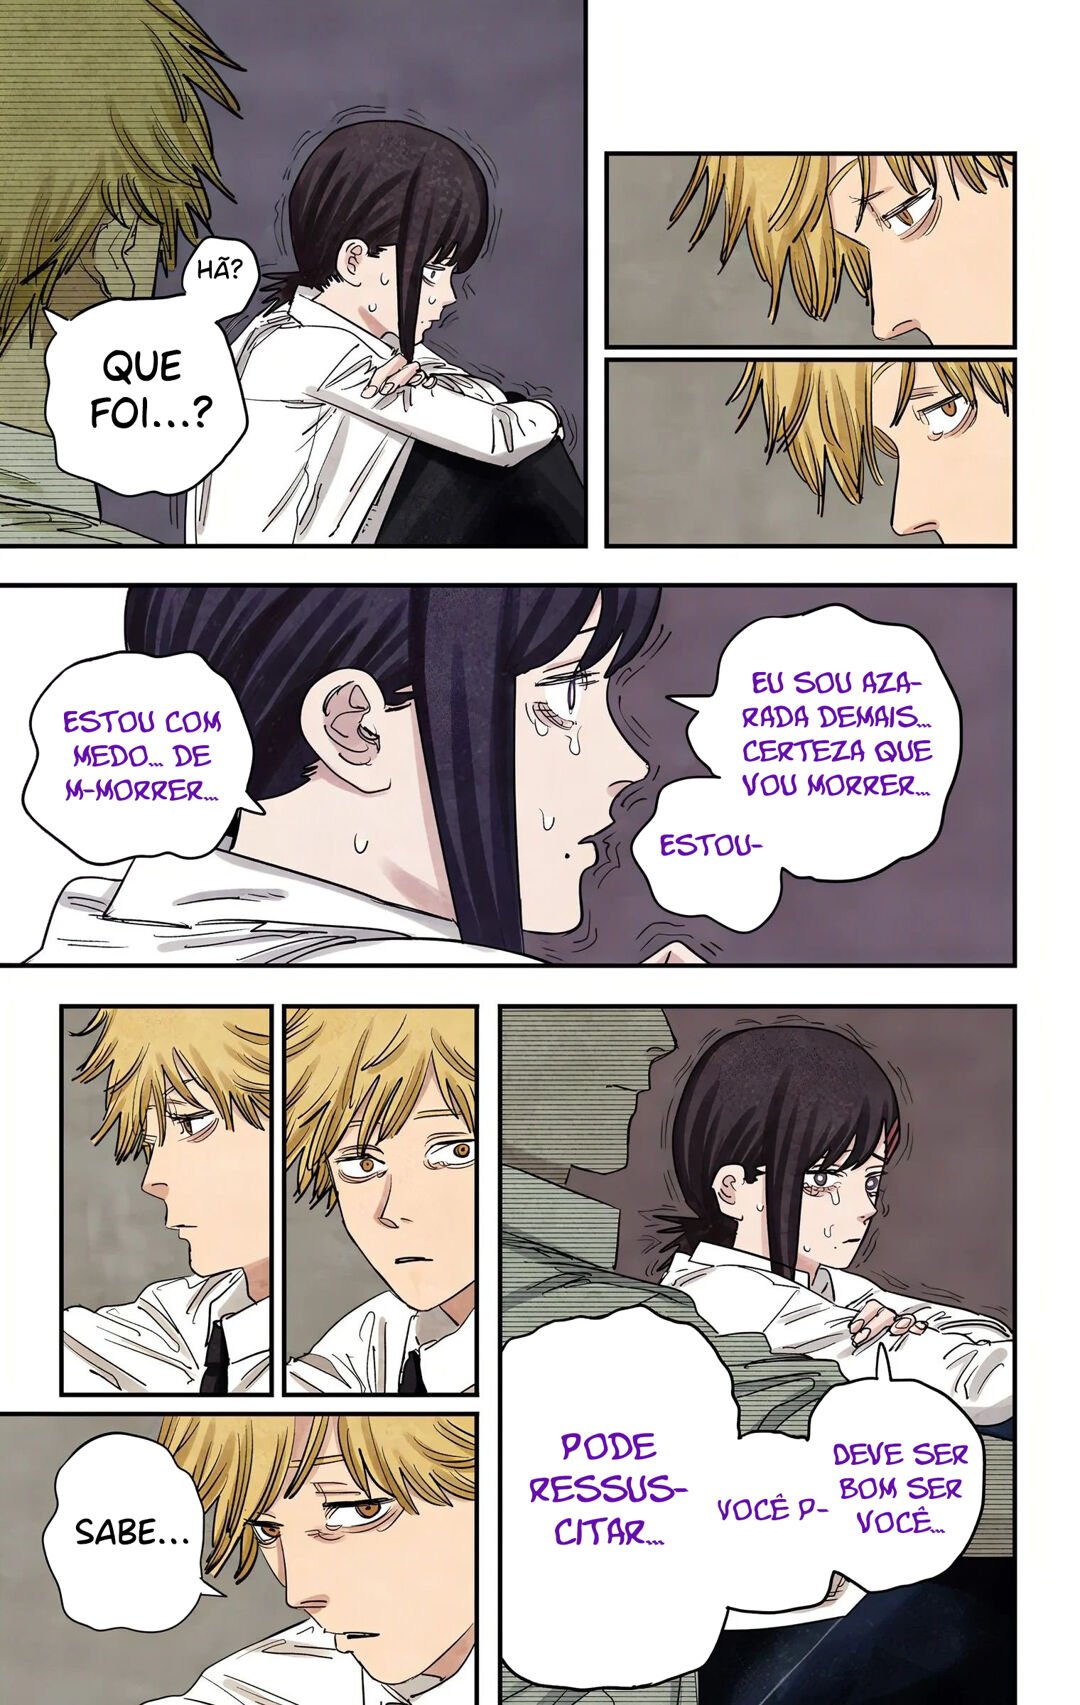 HÃ?
QUE
FOI...?
EU SOU AZA-
RADA DEMAIS...
CERTEZA QUE
VOU MORRER...
ESTOU-
ESTOU COM
MEDO... DE
M-MORRER...
DEVE SER
BOM SER
VOCÊ...
VOCÊ P-
PODE
RESSUS-
CITAR...
SABE...